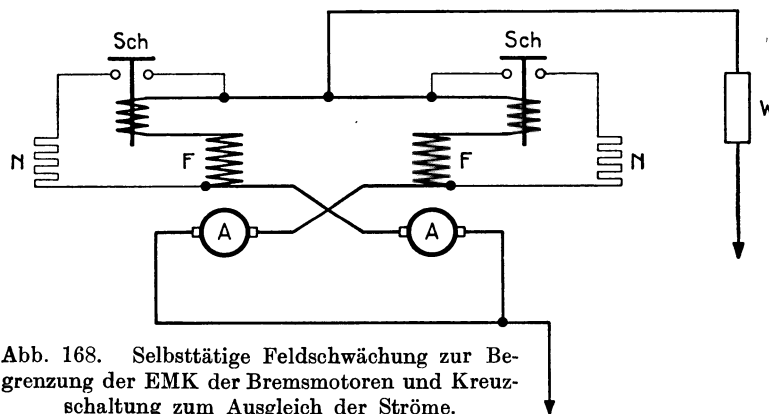 Sch Sch
W
N F F N
A A
Abb. 168. Selbsttätige Feldschwächung zur Be-
grenzung der EMK der Bremsmotoren und Kreuz-
schaltung zum Ausgleich der Ströme.